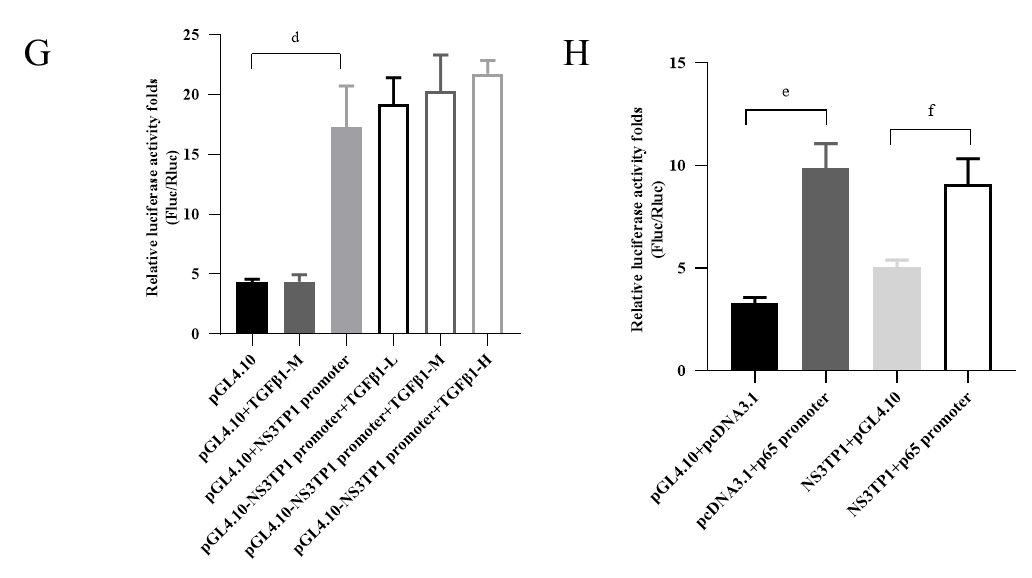 G
d
Relative luciferase activity folds
(Fluc/Rluc)
25
20
15
10
5
0
pGL4.10
pGL4.10+TGFβ1-M
pGL4.10+NS3TP1 promoter
pGL4.10-NS3TP1 promoter+TGFβ1-L
pGL4.10-NS3TP1 promoter+TGFβ1-M
pGL4.10-NS3TP1 promoter+TGFβ1-H
H
e
f
Relative luciferase activity folds
(Fluc/Rluc)
15
10
5
0
pGL4.10+pcDNA3.1
pcDNA3.1+p65 promoter
NS3TP1+pGL4.10
NS3TP1+p65 promoter